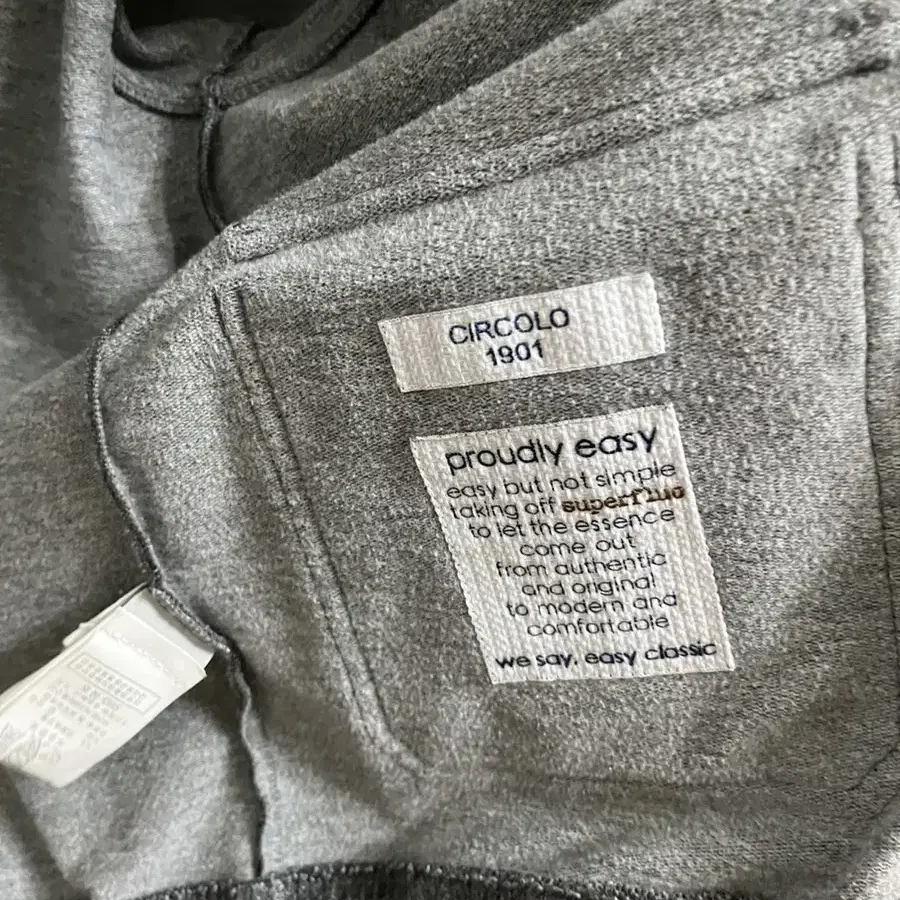 CIRCOLO
1901
proudly easy
easy but not simple
taking off superfluo
to let the essence
come out
from authentic
and original
to modern and
comfortable
we say, easy classic